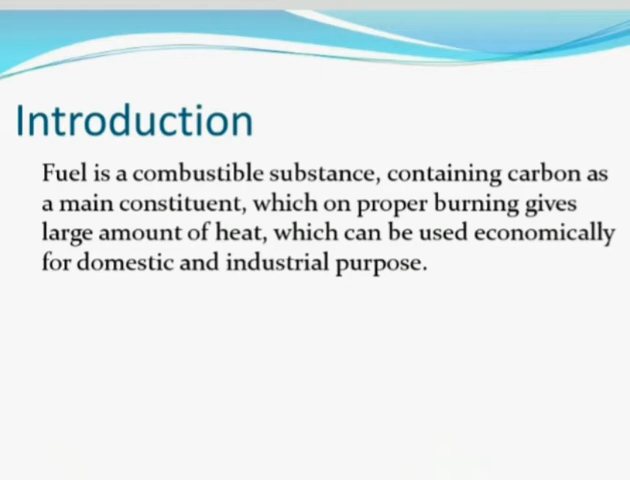 Introduction
Fuel is a combustible substance, containing carbon as
a main constituent, which on proper burning gives
large amount of heat, which can be used economically
for domestic and industrial purpose.